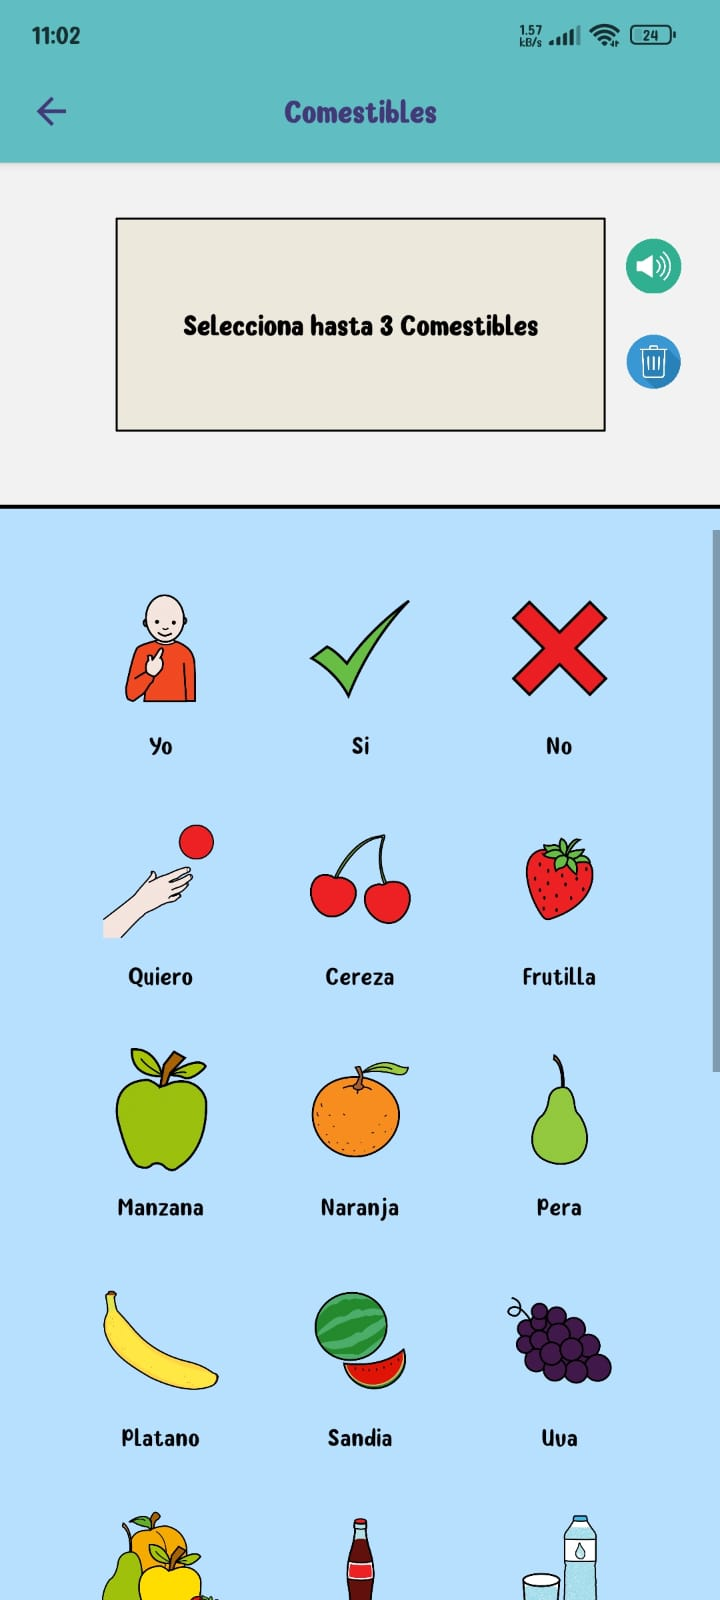 11:02
1.57
kB/s
24
Comestibles
Selecciona hasta 3 Comestibles
Yo
Si
No
Quiero
Cereza
Frutilla
Manzana
Naranja
Pera
Platano
Sandia
Uva